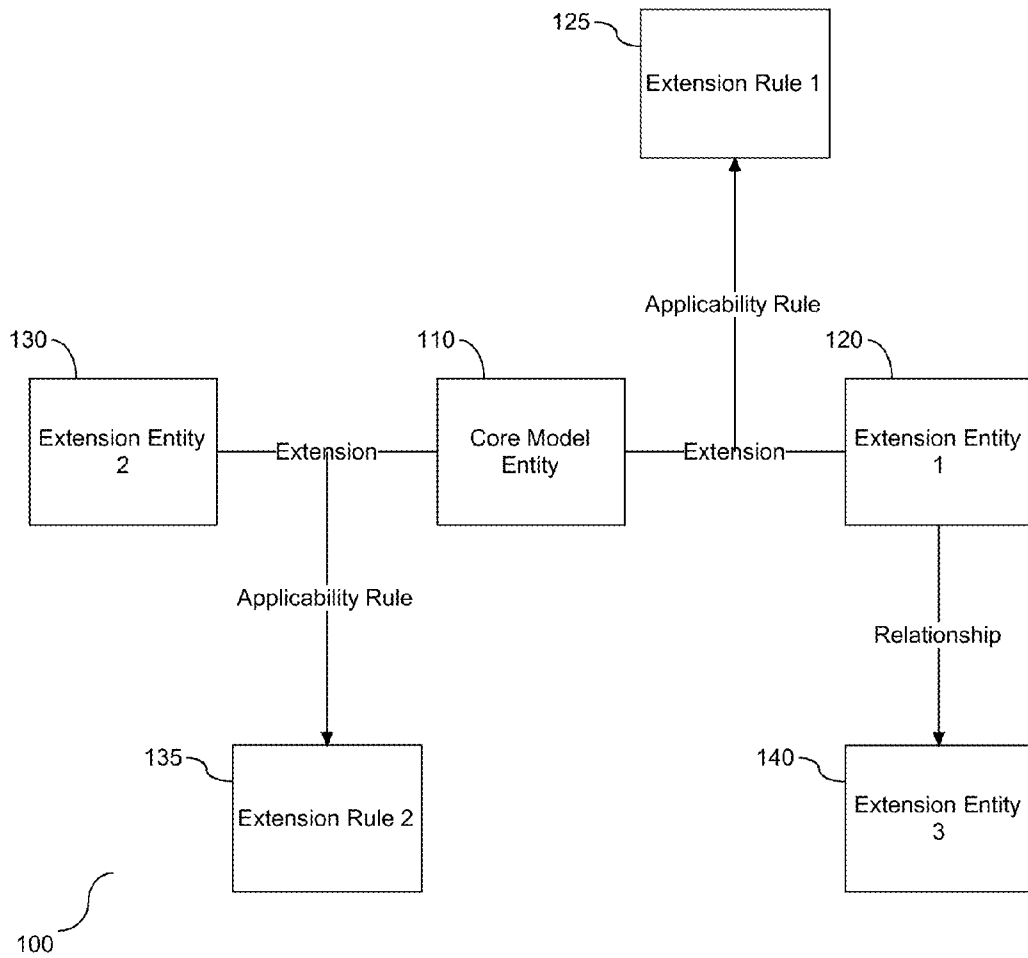 125
Extension Rule 1
Applicability Rule
130
110
120
Extension Entity
2
Extension
Core Model
Entity
Extension
Extension Entity
1
Applicability Rule
Relationship
135
140
Extension Rule 2
Extension Entity
3
100